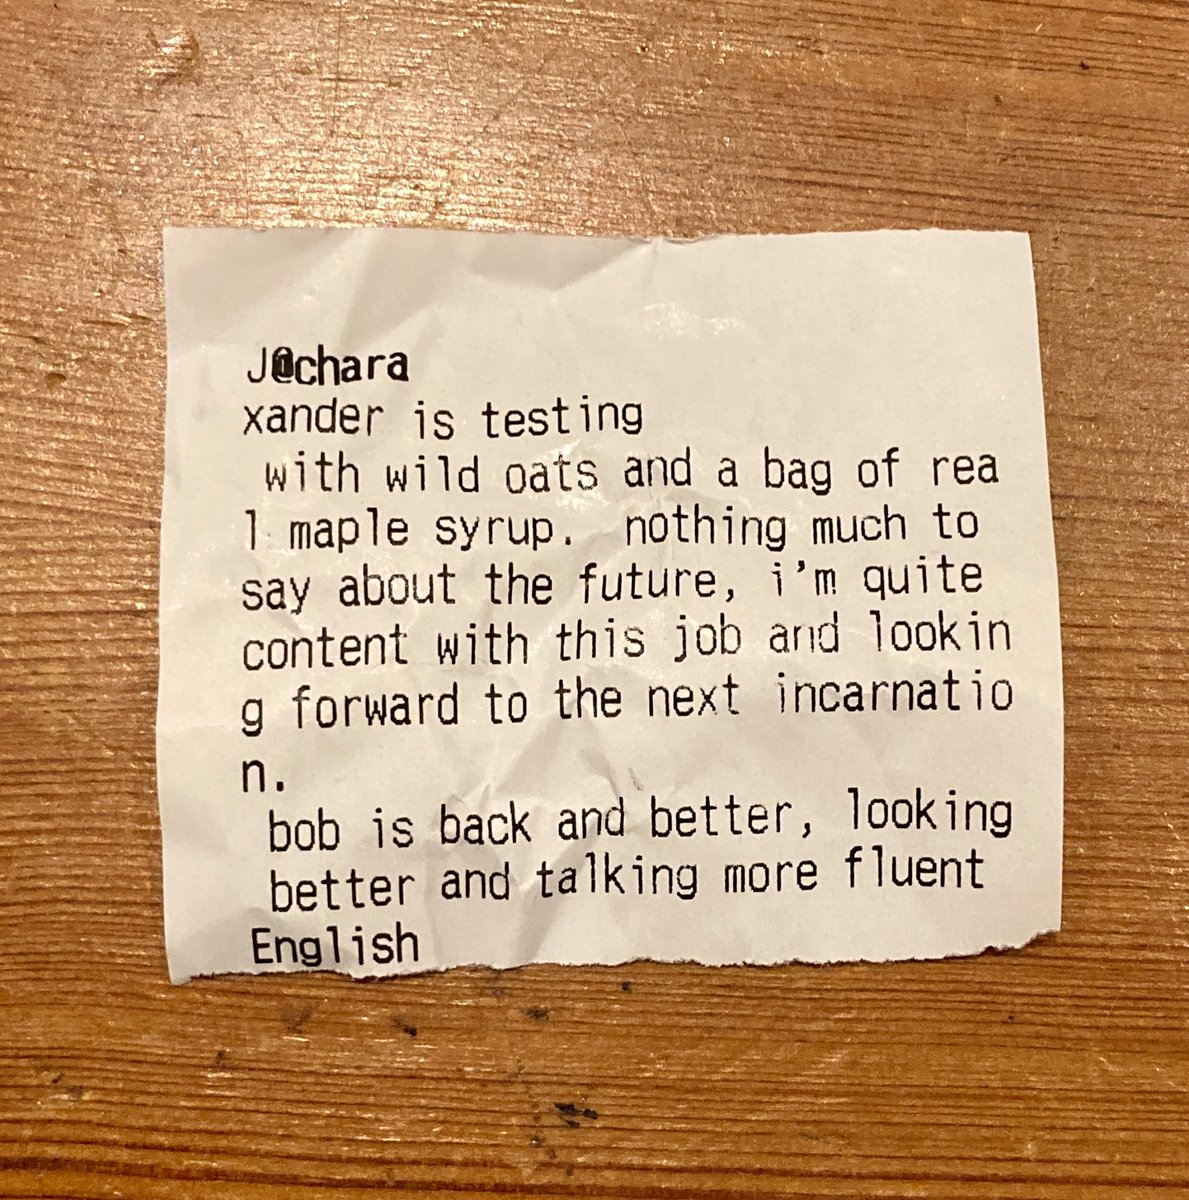 J@chara
xander is testing
with wild oats and a bag of rea
l maple syrup.  nothing much to
say about the future, i'm quite
content with this job and lookin
g forward to the next incarnatio
n.
bob is back and better, looking
better and talking more fluent
English